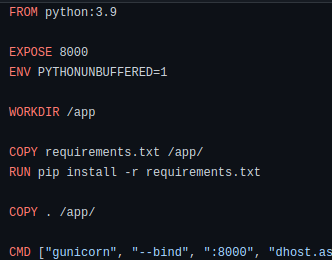 FROM python:3.9
EXPOSE 8000
ENV PYTHONUNBUFFERED=1
WORKDIR /app
COPY requirements.txt /app/
RUN pip install -r requirements.txt
COPY . /app/
CMD ["gunicorn", "--bind", ":8000", "dhost.as